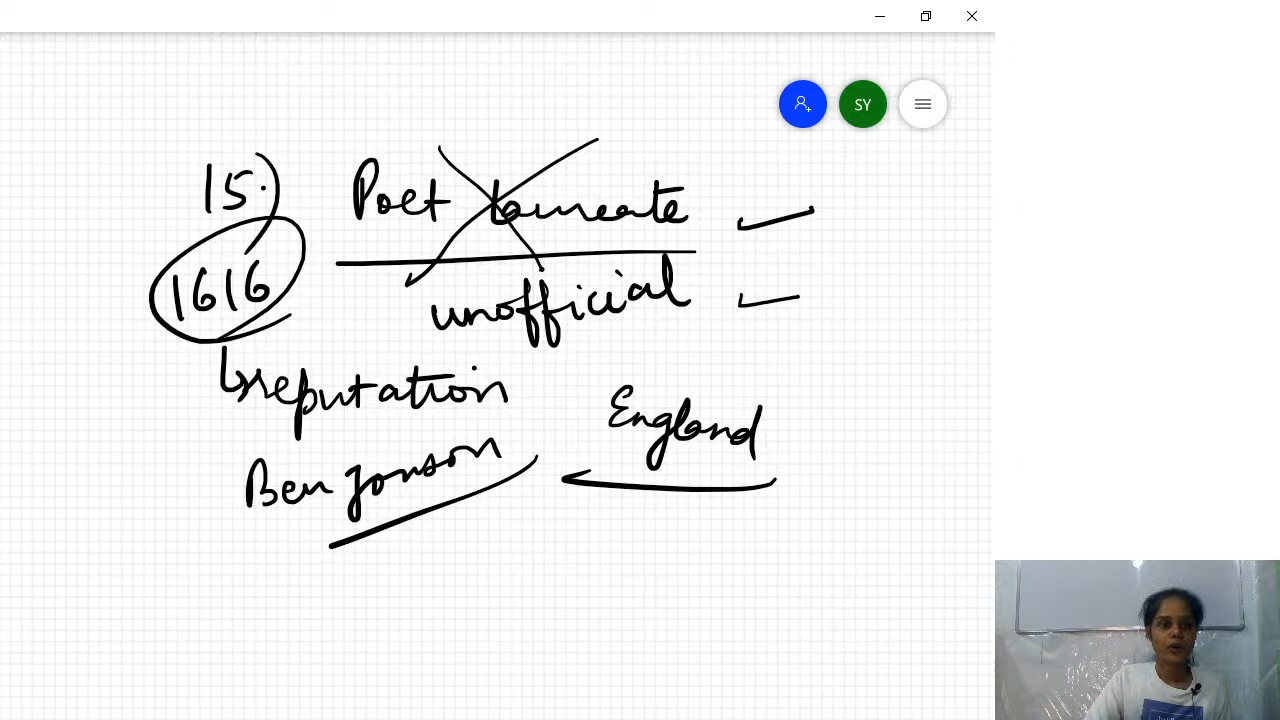 SY
15.) Poet Laureate
1616
unofficial
reputation
England
Ben Jonson